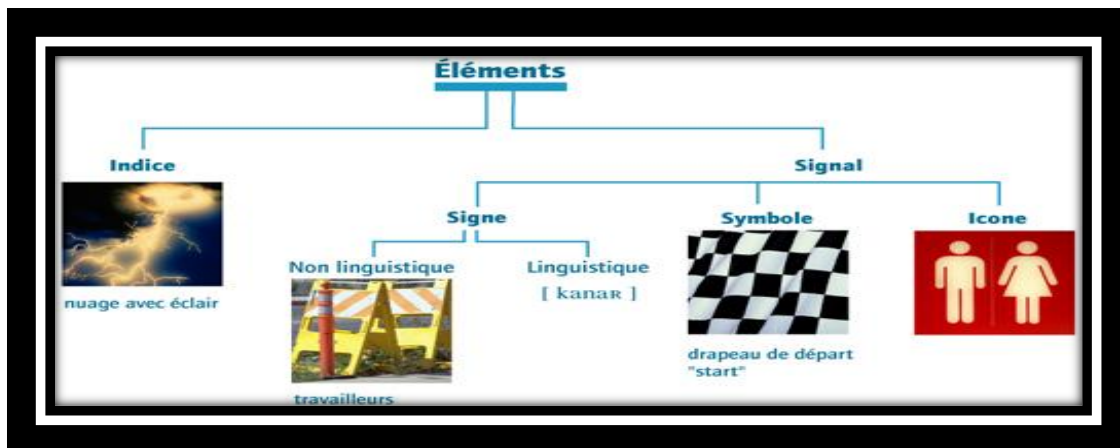 Éléments
Indice
Signal
Signe
Symbole
Icone
Non linguistique
Linguistique
[ kanaʀ ]
nuage avec éclair
drapeau de départ
"start"
travailleurs